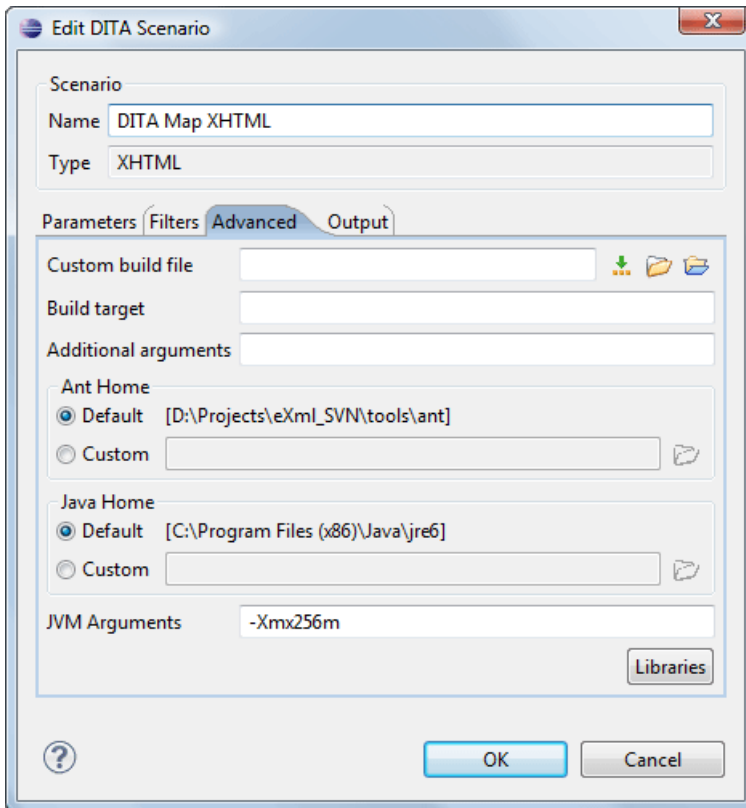 Edit DITA Scenario
Scenario
Name DITA Map XHTML
Type XHTML
Parameters Filters Advanced Output
Custom build file
Build target
Additional arguments
Ant Home
Default [D:\Projects\eXml_SVN\tools\ant]
Custom
Java Home
Default [C:\Program Files (x86)\Java\jre6]
Custom
JVM Arguments -Xmx256m
Libraries
? OK Cancel